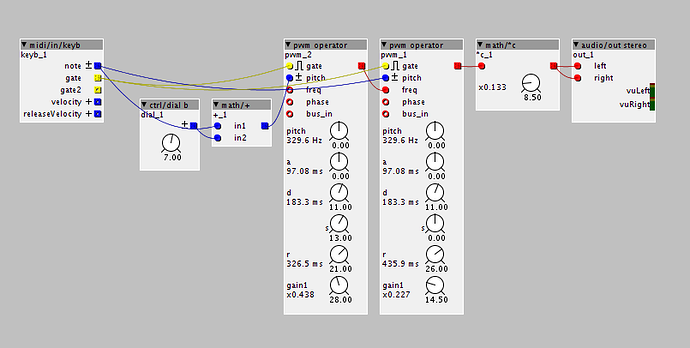 midi/in/keyb
keyb_1
note
gate
gate2
velocity
releaseVelocity
ctrl/dial b
dial_1
7.00
math/+
+_1
in1
in2
pwm operator
pwm_2
gate
pitch
freq
phase
bus_in
pitch
329.6 Hz
0.00
a
97.08 ms
0.00
d
183.3 ms
11.00
s
13.00
r
326.5 ms
21.00
gain1
x0.438
28.00
pwm operator
pwm_1
gate
pitch
freq
phase
bus_in
pitch
329.6 Hz
0.00
a
97.08 ms
0.00
d
183.3 ms
11.00
s
0.00
r
435.9 ms
26.00
gain1
x0.227
14.50
math/*c
*c_1
x0.133
8.50
audio/out stereo
out_1
left
right
vuLeft
vuRight